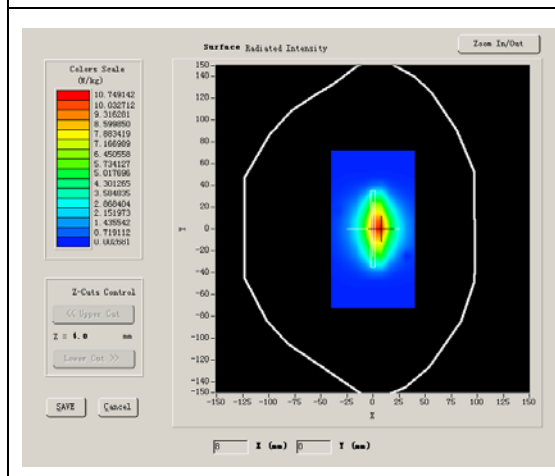 Surface Radiated Intensity
Zoom In/Out
Colors Scale
(W/kg)
10.749142
10.032712
9.316281
8.599850
7.883419
7.166989
6.450558
5.734127
5.017696
4.301265
3.584835
2.868404
2.151973
1.435542
0.719112
0.002681
150
140
120
100
80
60
40
20
0
-20
-40
-60
-80
-100
-120
-140
-150
Y
-150 -125 -100 -75 -50 -25 0 25 50 75 100 125 150
X
Z-Cuts Control
<< Upper Cut
Z = 4.0 mm
Lower Cut >>
SAVE Cancel
8 X (mm) 0 Y (mm)